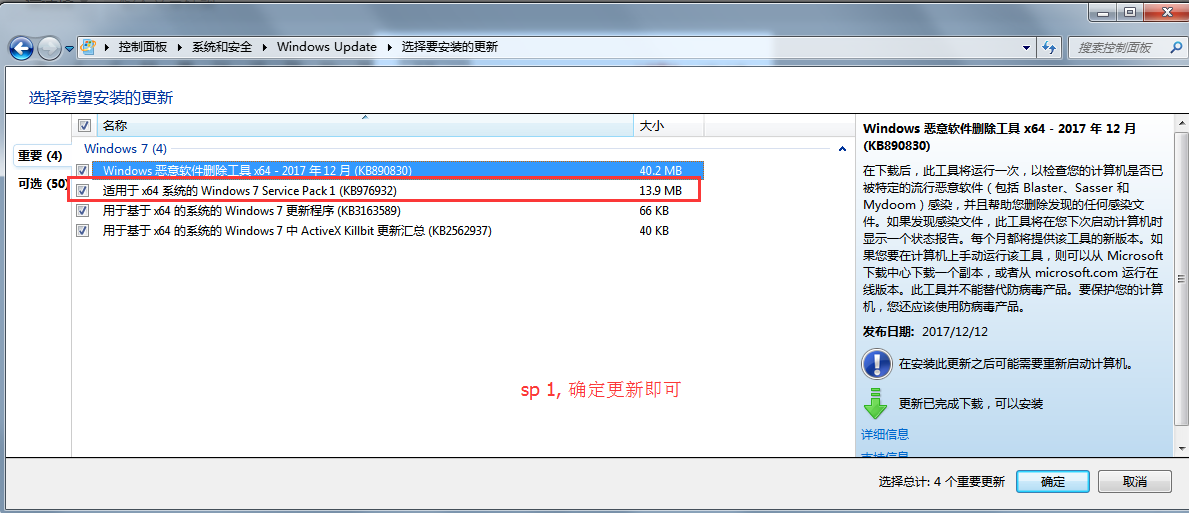 控制面板 系统和安全 Windows Update 选择要安装的更新
搜索控制面板
选择希望安装的更新
名称 大小
重要 (4)
可选 (50)
Windows 7 (4)
Windows 恶意软件删除工具 x64 - 2017 年 12 月 (KB890830) 40.2 MB
适用于 x64 系统的 Windows 7 Service Pack 1 (KB976932) 13.9 MB
用于基于 x64 的系统的 Windows 7 更新程序 (KB3163589) 66 KB
用于基于 x64 的系统的 Windows 7 中 ActiveX Killbit 更新汇总 (KB2562937) 40 KB
sp 1, 确定更新即可
Windows 恶意软件删除工具 x64 - 2017 年 12 月
(KB890830)
在下载后，此工具将运行一次，以检查您的计算机是否已
被特定的流行恶意软件（包括 Blaster、Sasser 和
Mydoom）感染，并且帮助您删除发现的任何感染文
件。如果发现感染文件，此工具将在您下次启动计算机时
显示一个状态报告。每个月都将提供该工具的新版本。如
果您要在计算机上手动运行该工具，则可以从 Microsoft
下载中心下载一个副本，或者从 microsoft.com 运行在
线版本。此工具并不能替代防病毒产品。要保护您的计算
机，您还应该使用防病毒产品。
发布日期: 2017/12/12
在安装此更新之后可能需要重新启动计算机。
更新已完成下载，可以安装
详细信息
选择总计: 4 个重要更新
确定
取消